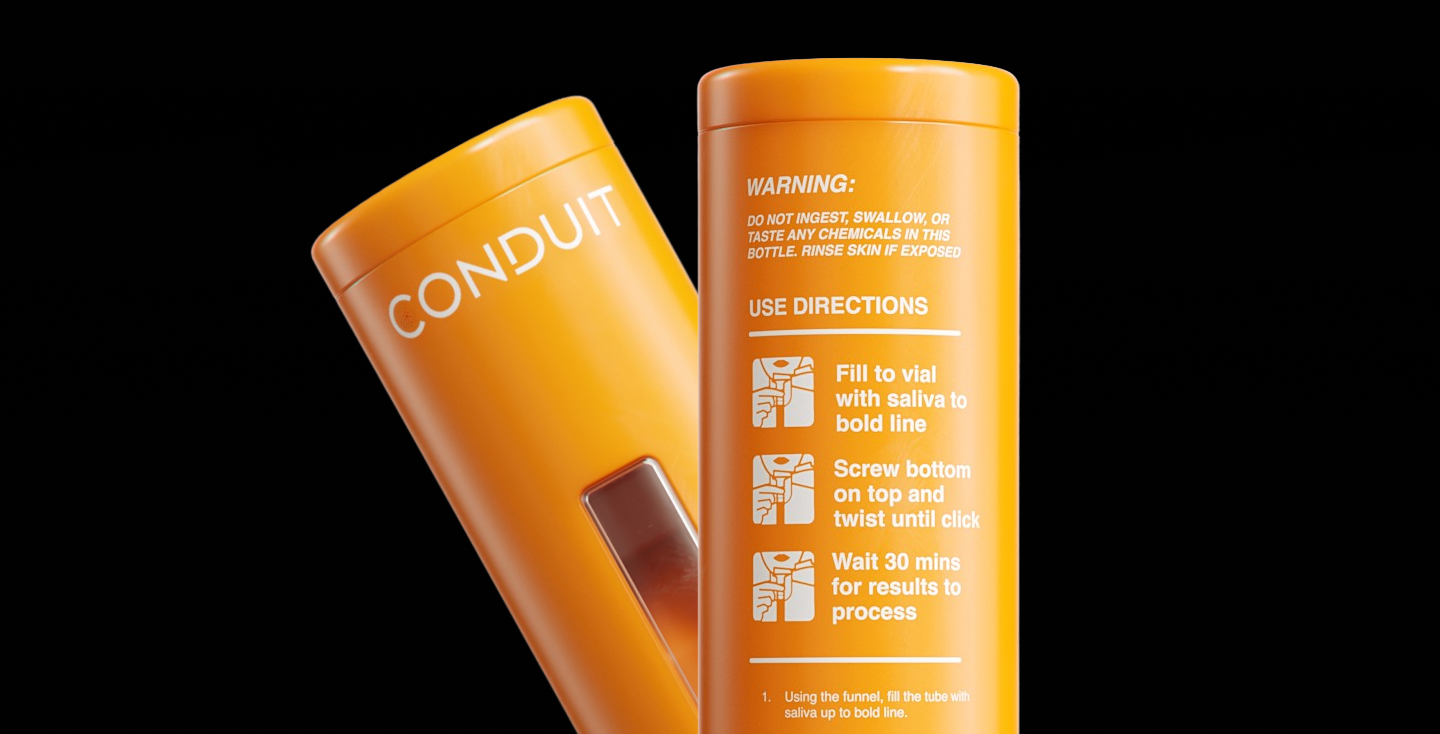 CONDUIT
WARNING:
DO NOT INGEST, SWALLOW, OR
TASTE ANY CHEMICALS IN THIS
BOTTLE. RINSE SKIN IF EXPOSED
USE DIRECTIONS
Fill to vial
with saliva to
bold line
Screw bottom
on top and
twist until click
Wait 30 mins
for results to
process
1. Using the funnel, fill the tube with
saliva up to bold line.